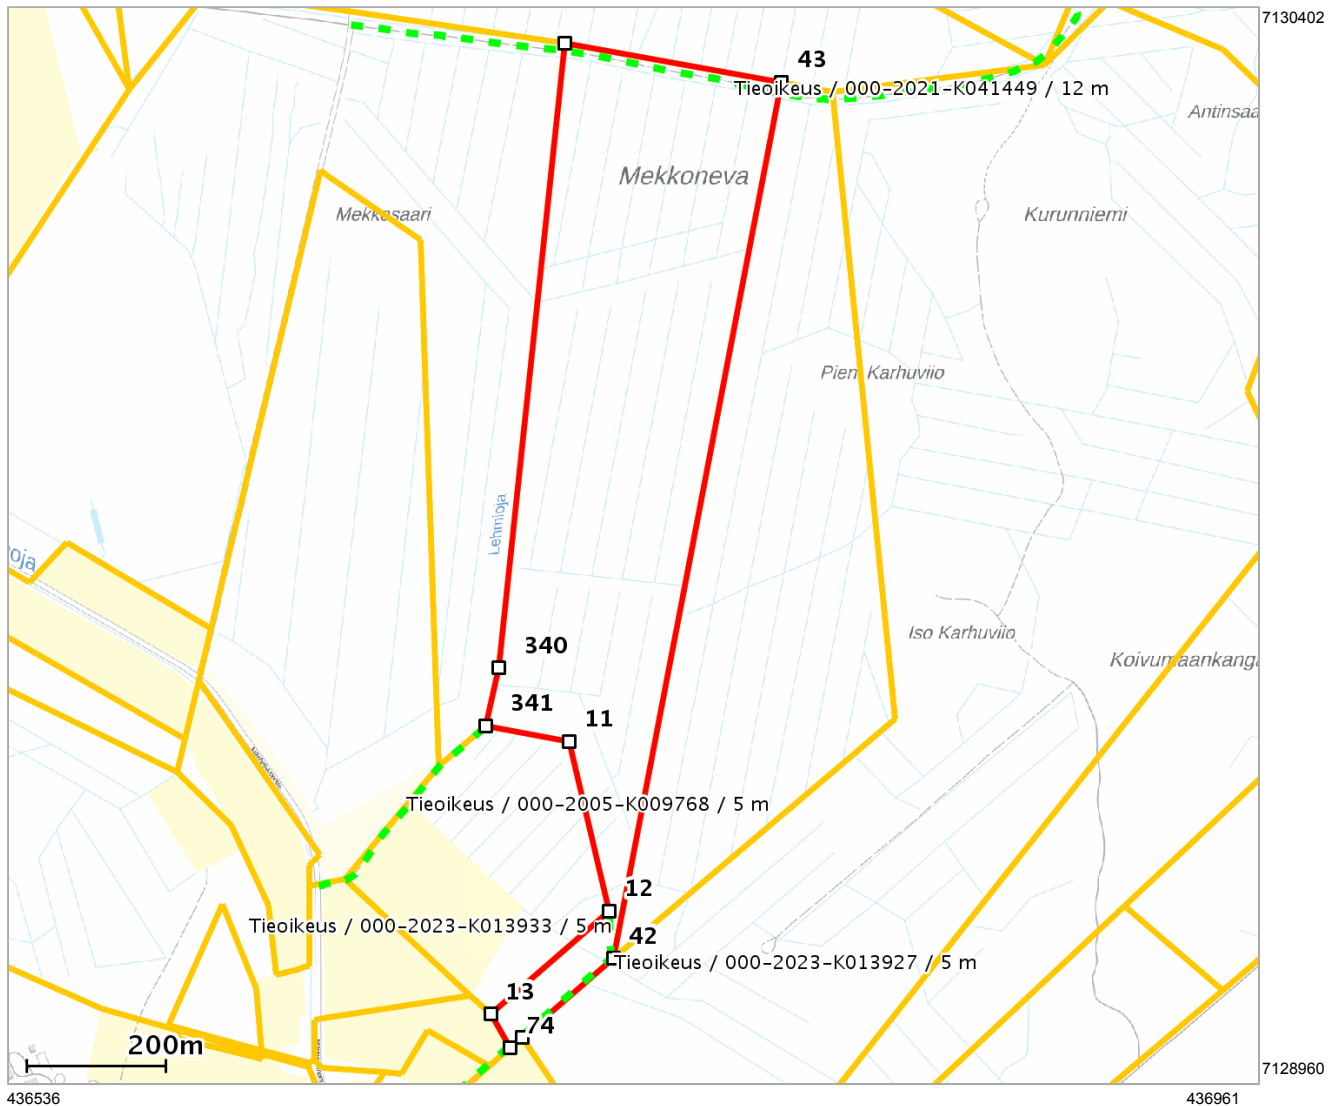 7130402
43
Tieoikeus / 000-2021-K041449 / 12 m
Antinsaa
Mekkoneva
Mekkosaari
Kurunniemi
Pieni Karhuviio
Lehmioja
oja
Iso Karhuviio
340
Koivumaankanga
341
11
Tieoikeus / 000-2005-K009768 / 5 m
12
Tieoikeus / 000-2023-K013933 / 5 m
42
Tieoikeus / 000-2023-K013927 / 5 m
13
74
200m
7128960
436536
436961